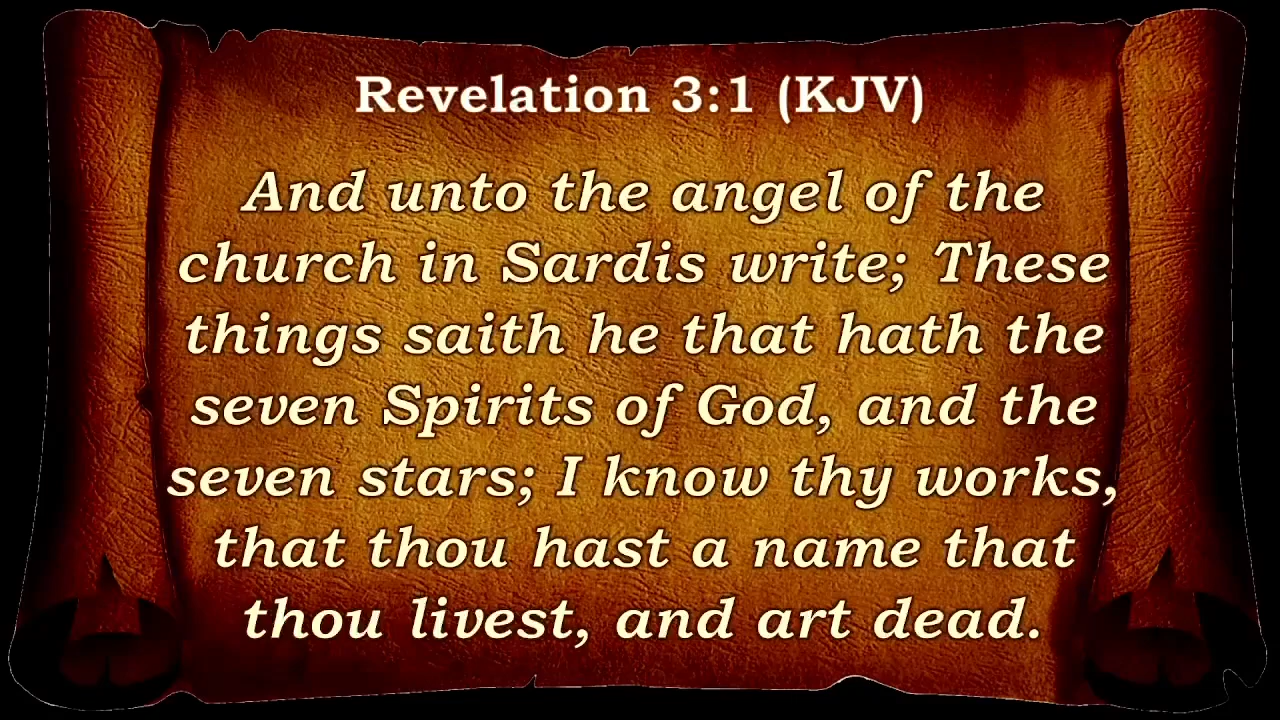 Revelation 3:1 (KJV)
And unto the angel of the
church in Sardis write; These
things saith he that hath the
seven Spirits of God, and the
seven stars; I know thy works,
that thou hast a name that
thou livest, and art dead.